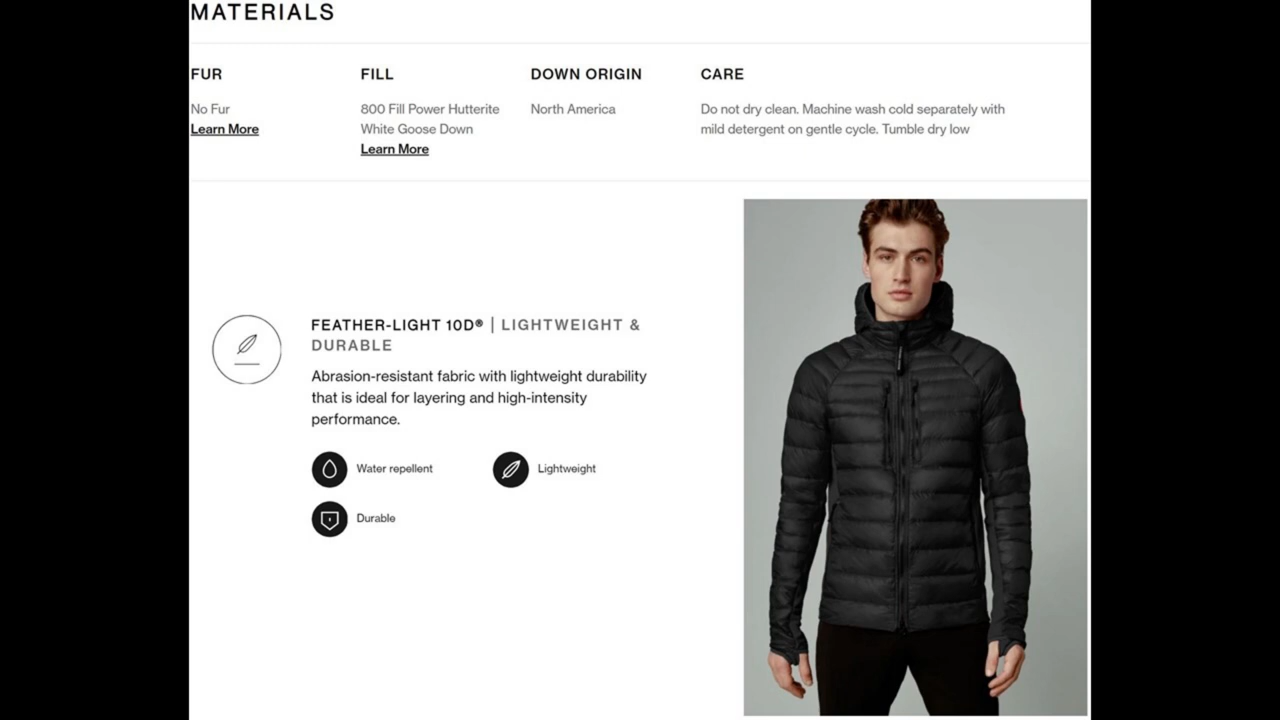 MATERIALS
FUR
No Fur
Learn More
FILL
800 Fill Power Hutterite
White Goose Down
Learn More
DOWN ORIGIN
North America
CARE
Do not dry clean. Machine wash cold separately with
mild detergent on gentle cycle. Tumble dry low
FEATHER-LIGHT 10D® | LIGHTWEIGHT &
DURABLE
Abrasion-resistant fabric with lightweight durability
that is ideal for layering and high-intensity
performance.
Water repellent
Lightweight
Durable